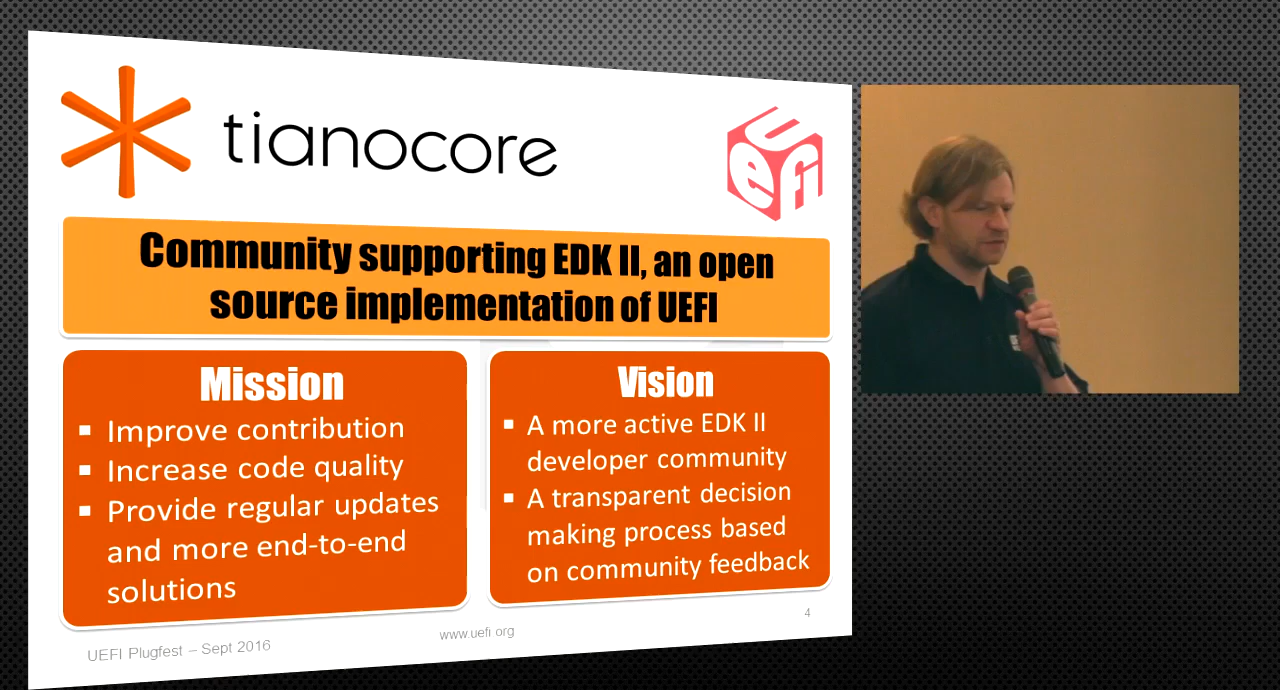 tianocore
UEFI
Community supporting EDK II, an open
source implementation of UEFI
Mission
▪ Improve contribution
▪ Increase code quality
▪ Provide regular updates
and more end-to-end
solutions
Vision
▪ A more active EDK II
developer community
▪ A transparent decision
making process based
on community feedback
UEFI Plugfest – Sept 2016
www.uefi.org
4